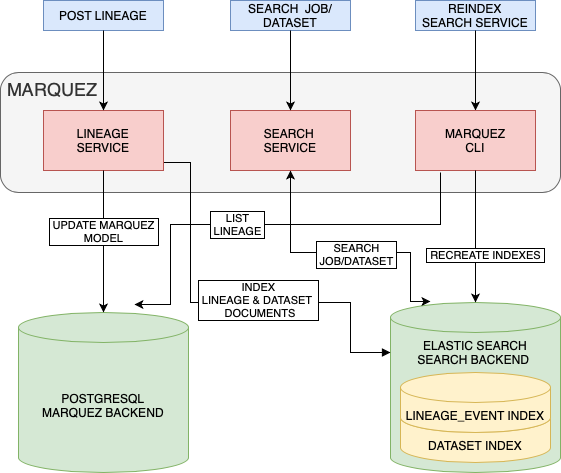 POST LINEAGE
SEARCH JOB/
DATASET
REINDEX
SEARCH SERVICE
MARQUEZ
LINEAGE
SERVICE
SEARCH
SERVICE
MARQUEZ
CLI
UPDATE MARQUEZ
MODEL
LIST
LINEAGE
SEARCH
JOB/DATASET
RECREATE INDEXES
INDEX
LINEAGE & DATASET
DOCUMENTS
POSTGRESQL
MARQUEZ BACKEND
ELASTIC SEARCH
SEARCH BACKEND
LINEAGE_EVENT INDEX
DATASET INDEX